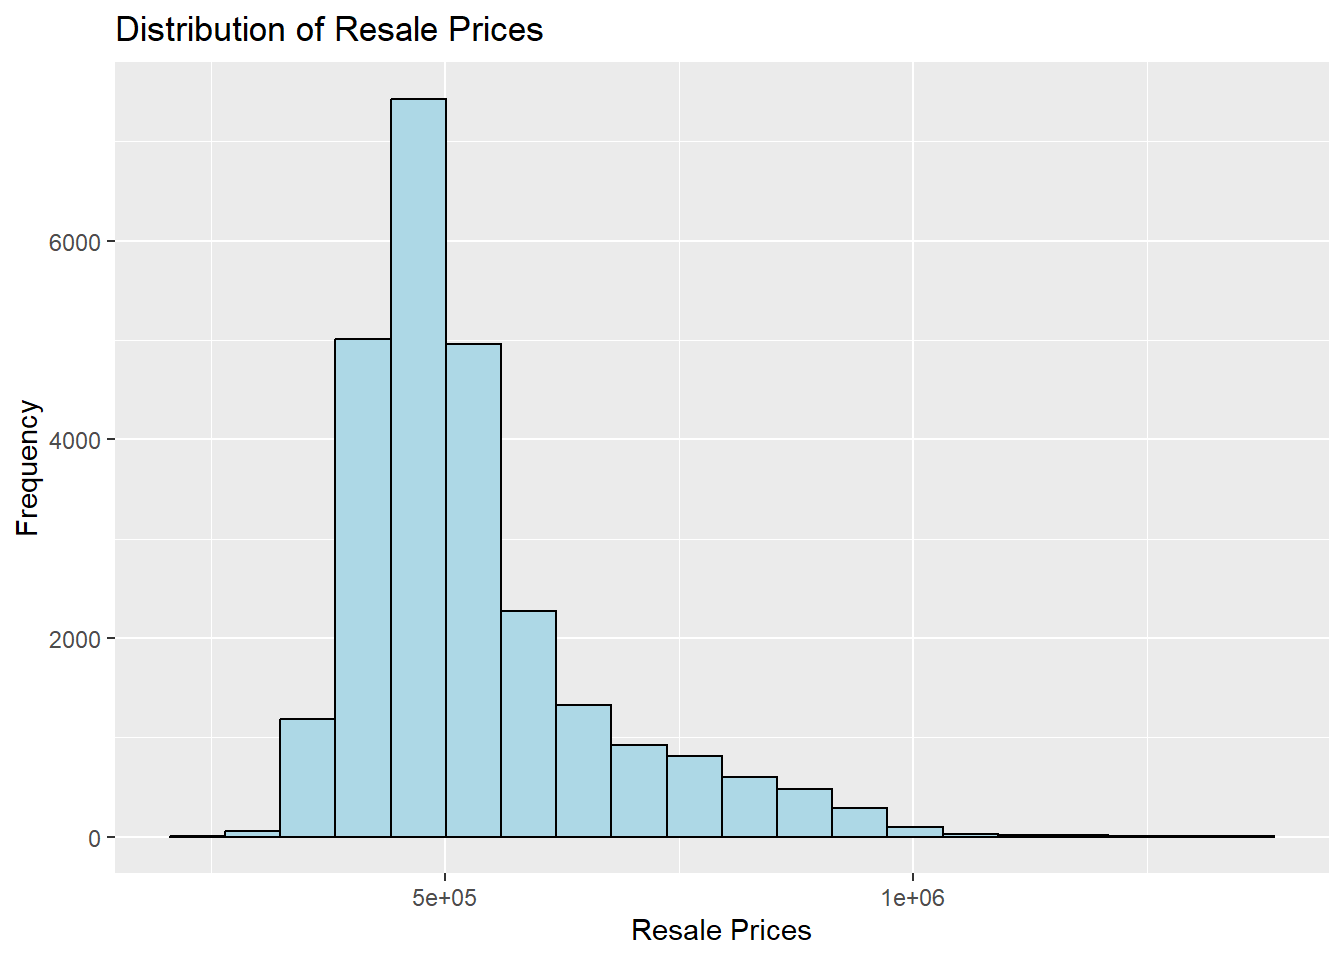 Distribution of Resale Prices
6000
4000
2000
0
Frequency
5e+05 1e+06
Resale Prices